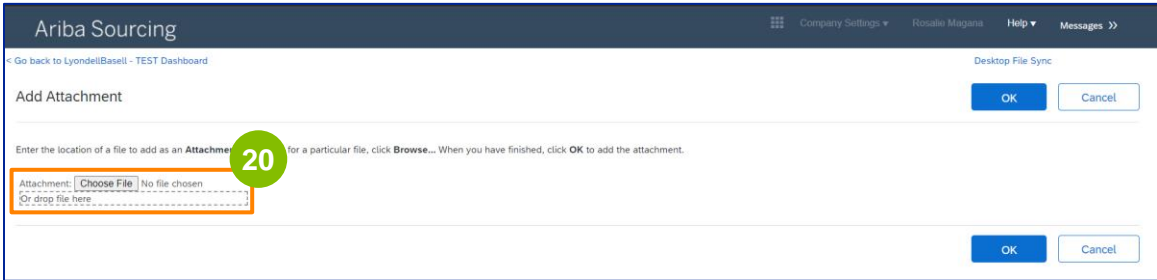 Ariba Sourcing
Company Settings ▾ Rosalio Magana Help ▾ Messages >>
< Go back to LyondellBasell - TEST Dashboard Desktop File Sync
Add Attachment OK Cancel
Enter the location of a file to add as an Attachme 20 for a particular file, click Browse... When you have finished, click OK to add the attachment.
Attachment: Choose File No file chosen
Or drop file here
OK Cancel